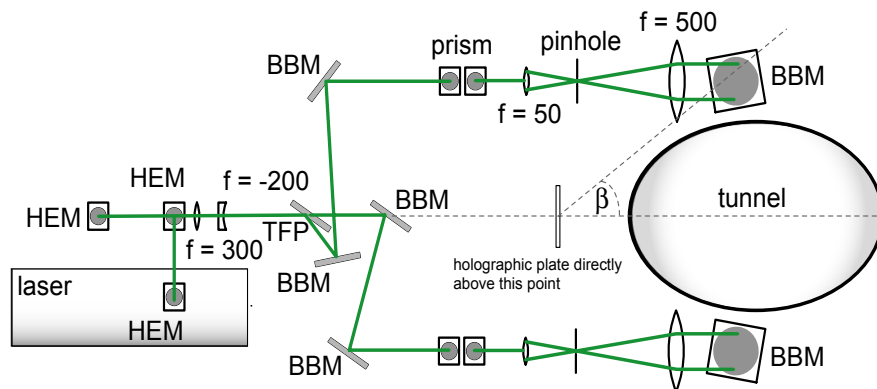 f = 500
prism
pinhole
BBM
BBM
f = 50
HEM
f = -200
BBM
β
tunnel
HEM
f = 300
TFP
BBM
holographic plate directly
above this point
laser
HEM
BBM
BBM